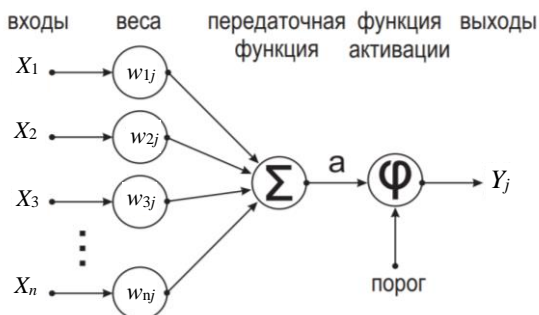 входы веса передаточная функция функция активации выходы
X1 w1j
X2 w2j
X3 w3j
Σ a φ Yj
Xn wnj
порог